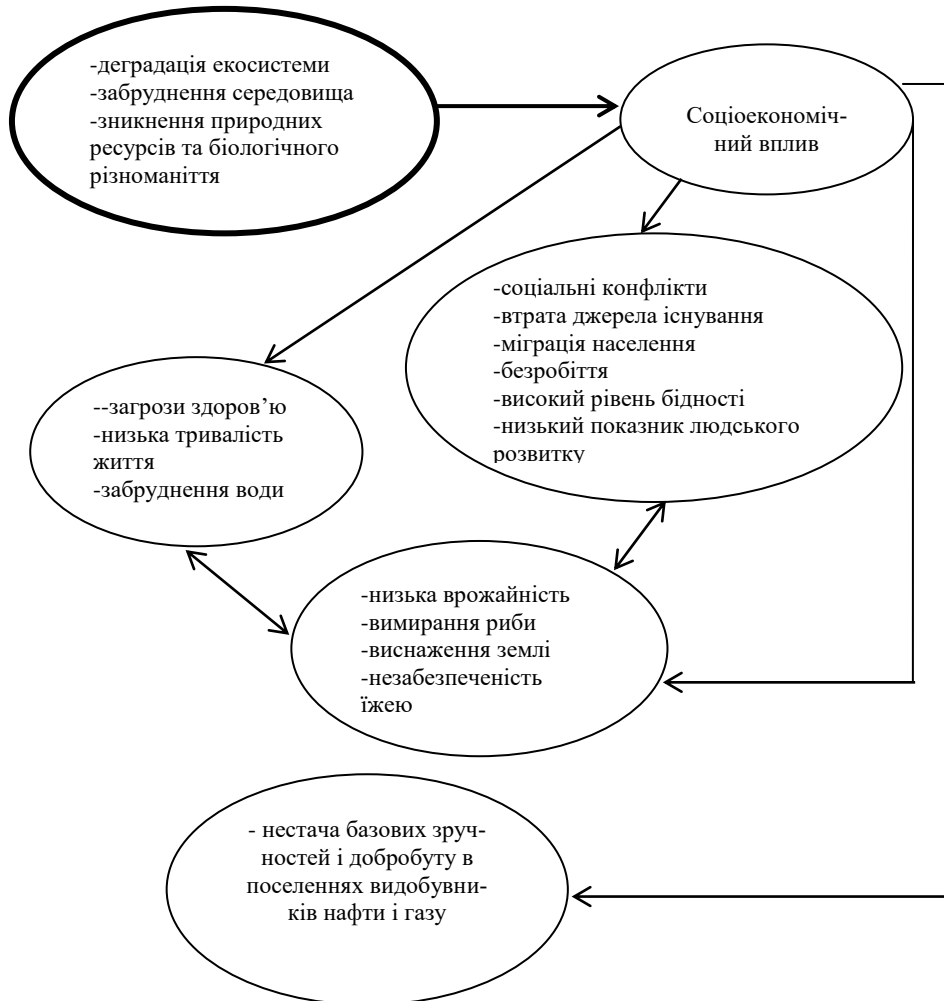 -деградація екосистеми
-забруднення середовища
-зникнення природних
ресурсів та біологічного
різноманіття
Соціоекономіч-
ний вплив
-соціальні конфлікти
-втрата джерела існування
-міграція населення
-безробіття
-високий рівень бідності
-низький показник людського
розвитку
--загрози здоров’ю
-низька тривалість
життя
-забруднення води
-низька врожайність
-вимирання риби
-виснаження землі
-незабезпеченість
їжею
- нестача базових зруч-
ностей і добробуту в
поселеннях видобувни-
ків нафти і газу